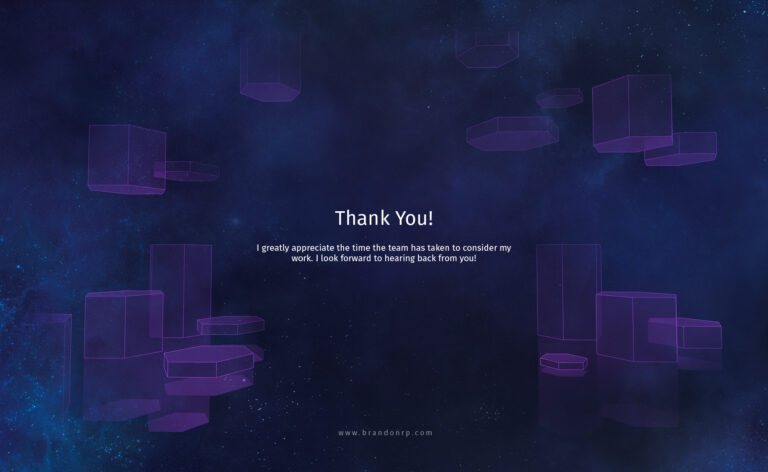 Thank You!
I greatly appreciate the time the team has taken to consider my
work. I look forward to hearing back from you!
www.brandonrp.com